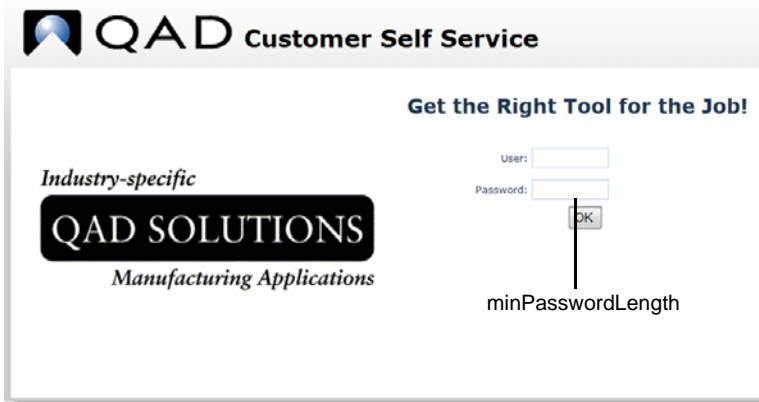 QAD Customer Self Service
Get the Right Tool for the Job!
User:
Password:
OK
Industry-specific
QAD SOLUTIONS
Manufacturing Applications
minPasswordLength